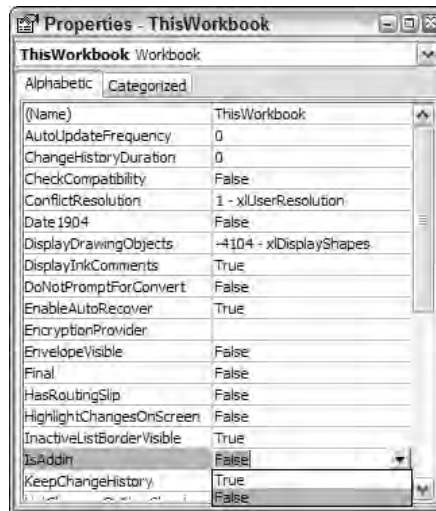 Properties - ThisWorkbook
ThisWorkbook Workbook
Alphabetic Categorized
(Name) ThisWorkbook
AutoUpdateFrequency 0
ChangeHistoryDuration 0
CheckCompatibility False
ConflictResolution 1 - xlUserResolution
Date1904 False
DisplayDrawingObjects -4104 - xlDisplayShapes
DisplayInkComments True
DoNotPromptForConvert False
EnableAutoRecover True
EncryptionProvider
EnvelopeVisible False
Final False
HasRoutingSlip False
HighlightChangesOnScreen False
InactiveListBorderVisible True
IsAddin False
KeepChangeHistory True
False